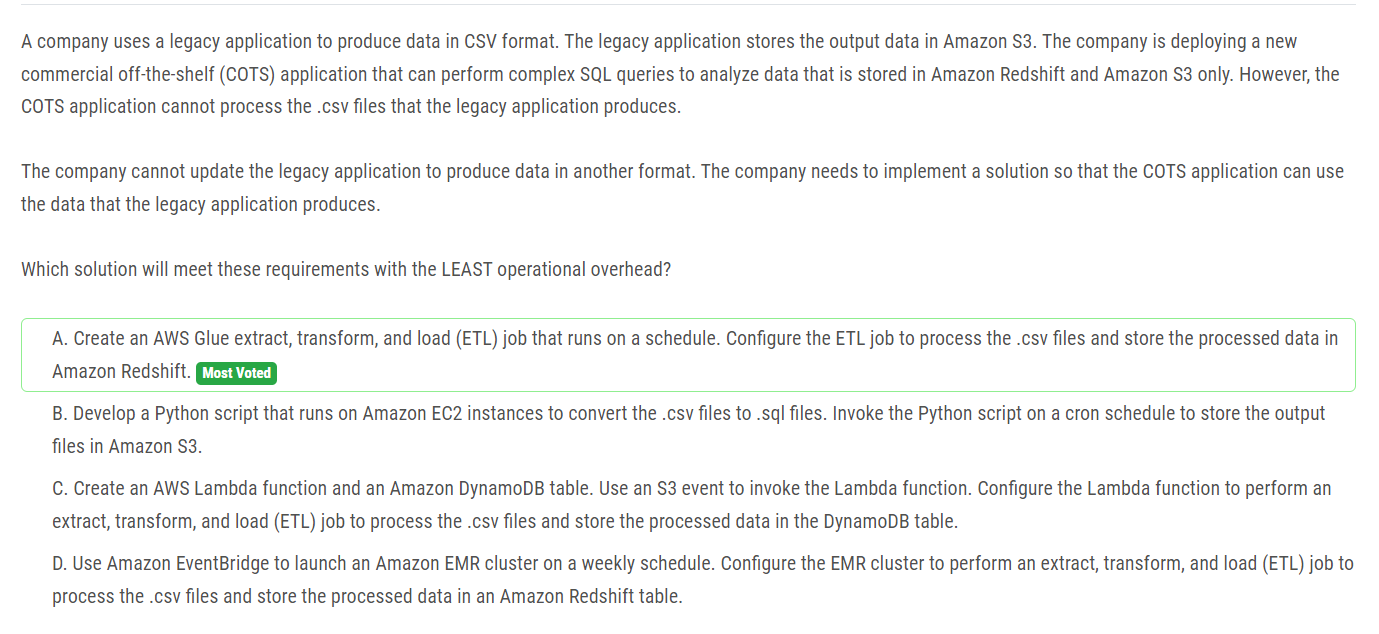 A company uses a legacy application to produce data in CSV format. The legacy application stores the output data in Amazon S3. The company is deploying a new
commercial off-the-shelf (COTS) application that can perform complex SQL queries to analyze data that is stored in Amazon Redshift and Amazon S3 only. However, the
COTS application cannot process the .csv files that the legacy application produces.
The company cannot update the legacy application to produce data in another format. The company needs to implement a solution so that the COTS application can use
the data that the legacy application produces.
Which solution will meet these requirements with the LEAST operational overhead?
A. Create an AWS Glue extract, transform, and load (ETL) job that runs on a schedule. Configure the ETL job to process the .csv files and store the processed data in
Amazon Redshift. Most Voted
B. Develop a Python script that runs on Amazon EC2 instances to convert the .csv files to .sql files. Invoke the Python script on a cron schedule to store the output
files in Amazon S3.
C. Create an AWS Lambda function and an Amazon DynamoDB table. Use an S3 event to invoke the Lambda function. Configure the Lambda function to perform an
extract, transform, and load (ETL) job to process the .csv files and store the processed data in the DynamoDB table.
D. Use Amazon EventBridge to launch an Amazon EMR cluster on a weekly schedule. Configure the EMR cluster to perform an extract, transform, and load (ETL) job to
process the .csv files and store the processed data in an Amazon Redshift table.